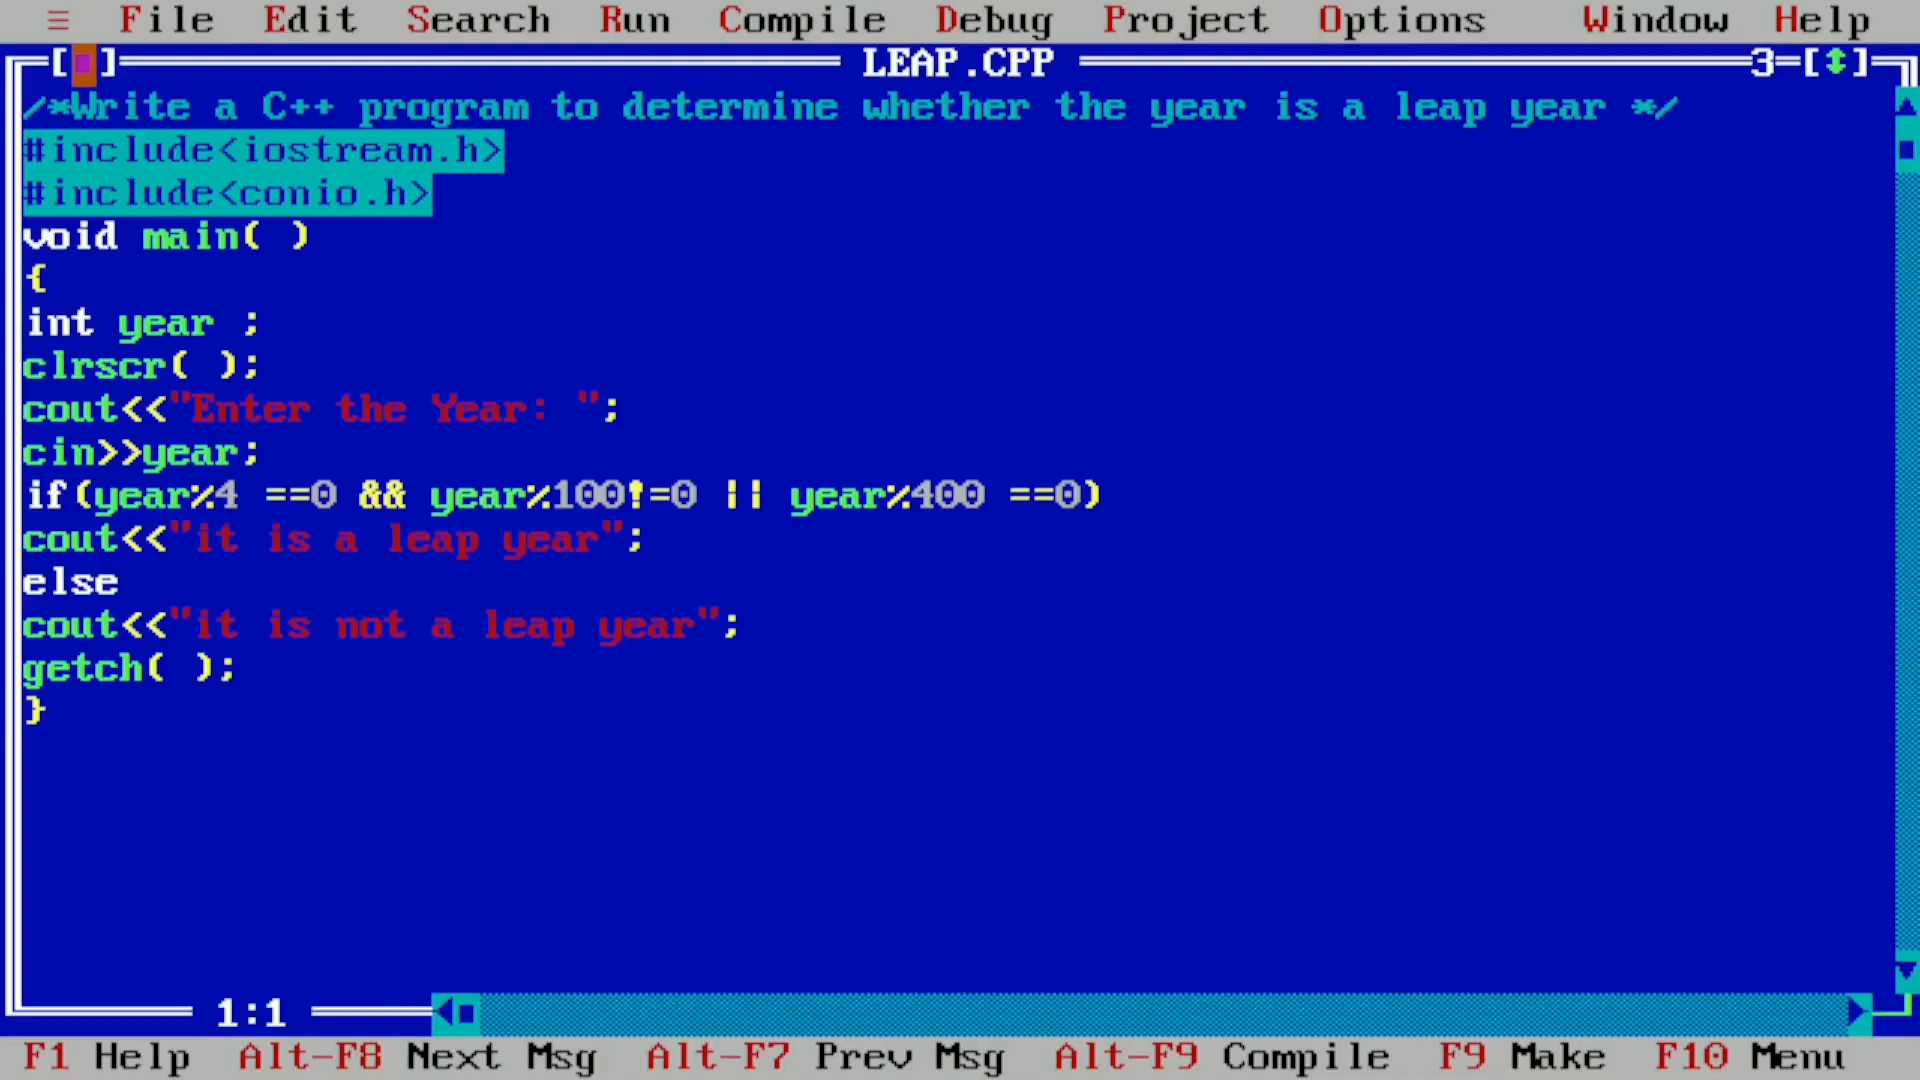 ≡ File Edit Search Run Compile Debug Project Options Window Help
[■] LEAP.CPP 3=[↕]
/*Write a C++ program to determine whether the year is a leap year */
#include<iostream.h>
#include<conio.h>
void main( )
{
int year ;
clrscr( );
cout<<"Enter the Year: ";
cin>>year;
if(year%4 ==0 && year%100!=0 || year%400 ==0)
cout<<"it is a leap year";
else
cout<<"it is not a leap year";
getch( );
}
1:1
F1 Help Alt-F8 Next Msg Alt-F7 Prev Msg Alt-F9 Compile F9 Make F10 Menu